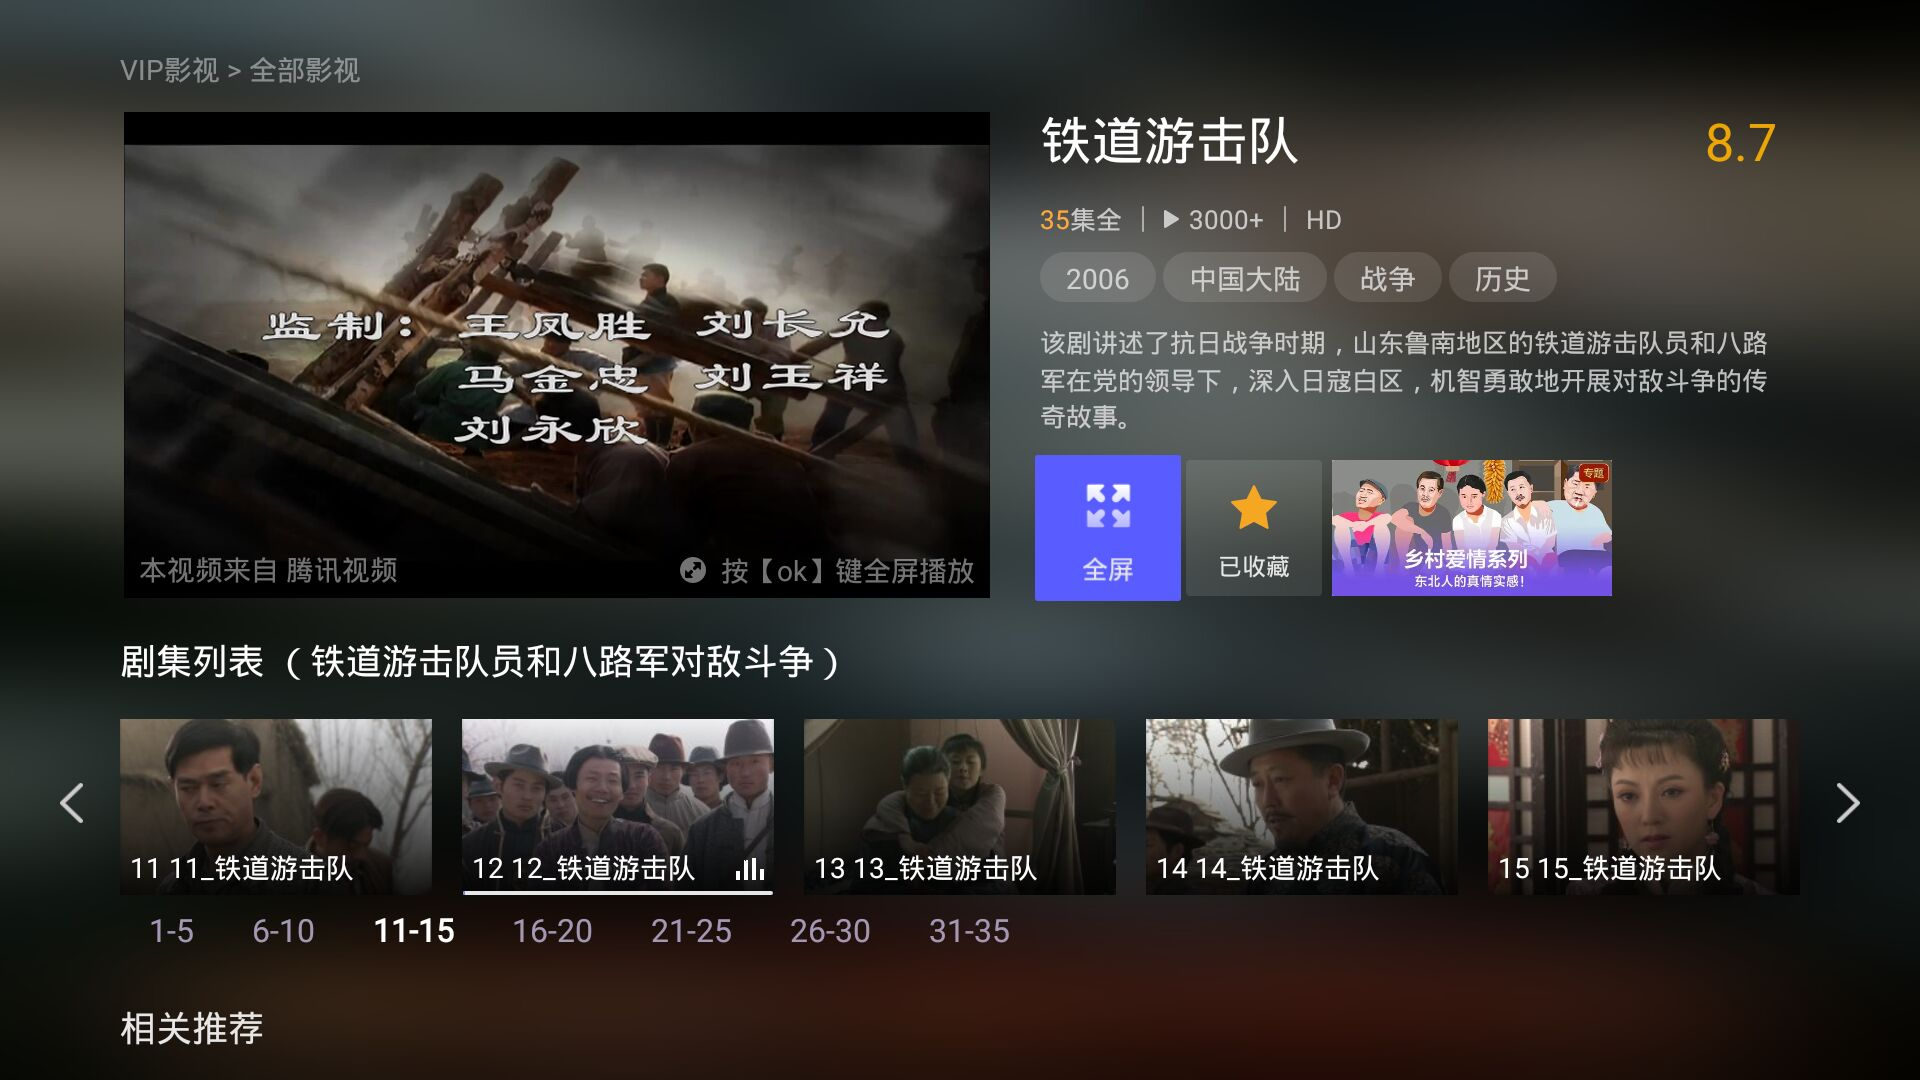 VIP影视 > 全部影视
监制：王凤胜 刘长允
马金忠 刘玉祥
刘永欣
本视频来自 腾讯视频
按【ok】键全屏播放
铁道游击队
8.7
35集全 | 3000+ | HD
2006 中国大陆 战争 历史
该剧讲述了抗日战争时期，山东鲁南地区的铁道游击队员和八路
军在党的领导下，深入日寇白区，机智勇敢地开展对敌斗争的传
奇故事。
全屏
已收藏
专题
乡村爱情系列
东北人的真情实感！
剧集列表 （铁道游击队员和八路军对敌斗争）
11 11_铁道游击队
12 12_铁道游击队
13 13_铁道游击队
14 14_铁道游击队
15 15_铁道游击队
1-5 6-10 11-15 16-20 21-25 26-30 31-35
相关推荐